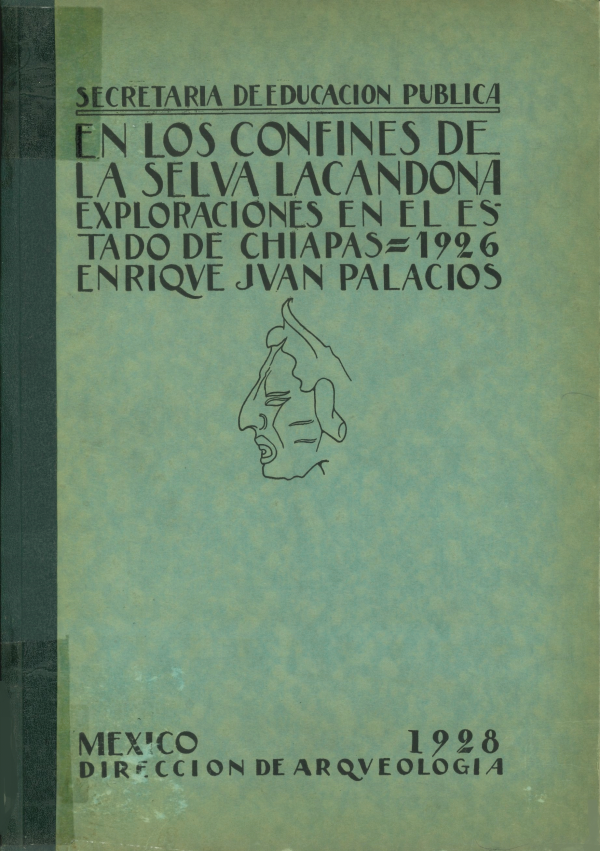 SECRETARIA DE EDUCACION PUBLICA
EN LOS CONFINES DE
LA SELVA LACANDONA
EXPLORACIONES EN EL ES-
TADO DE CHIAPAS=1926
ENRIQVE JVAN PALACIOS
MEXICO 1928
DIRECCION DE ARQVEOLOGIA